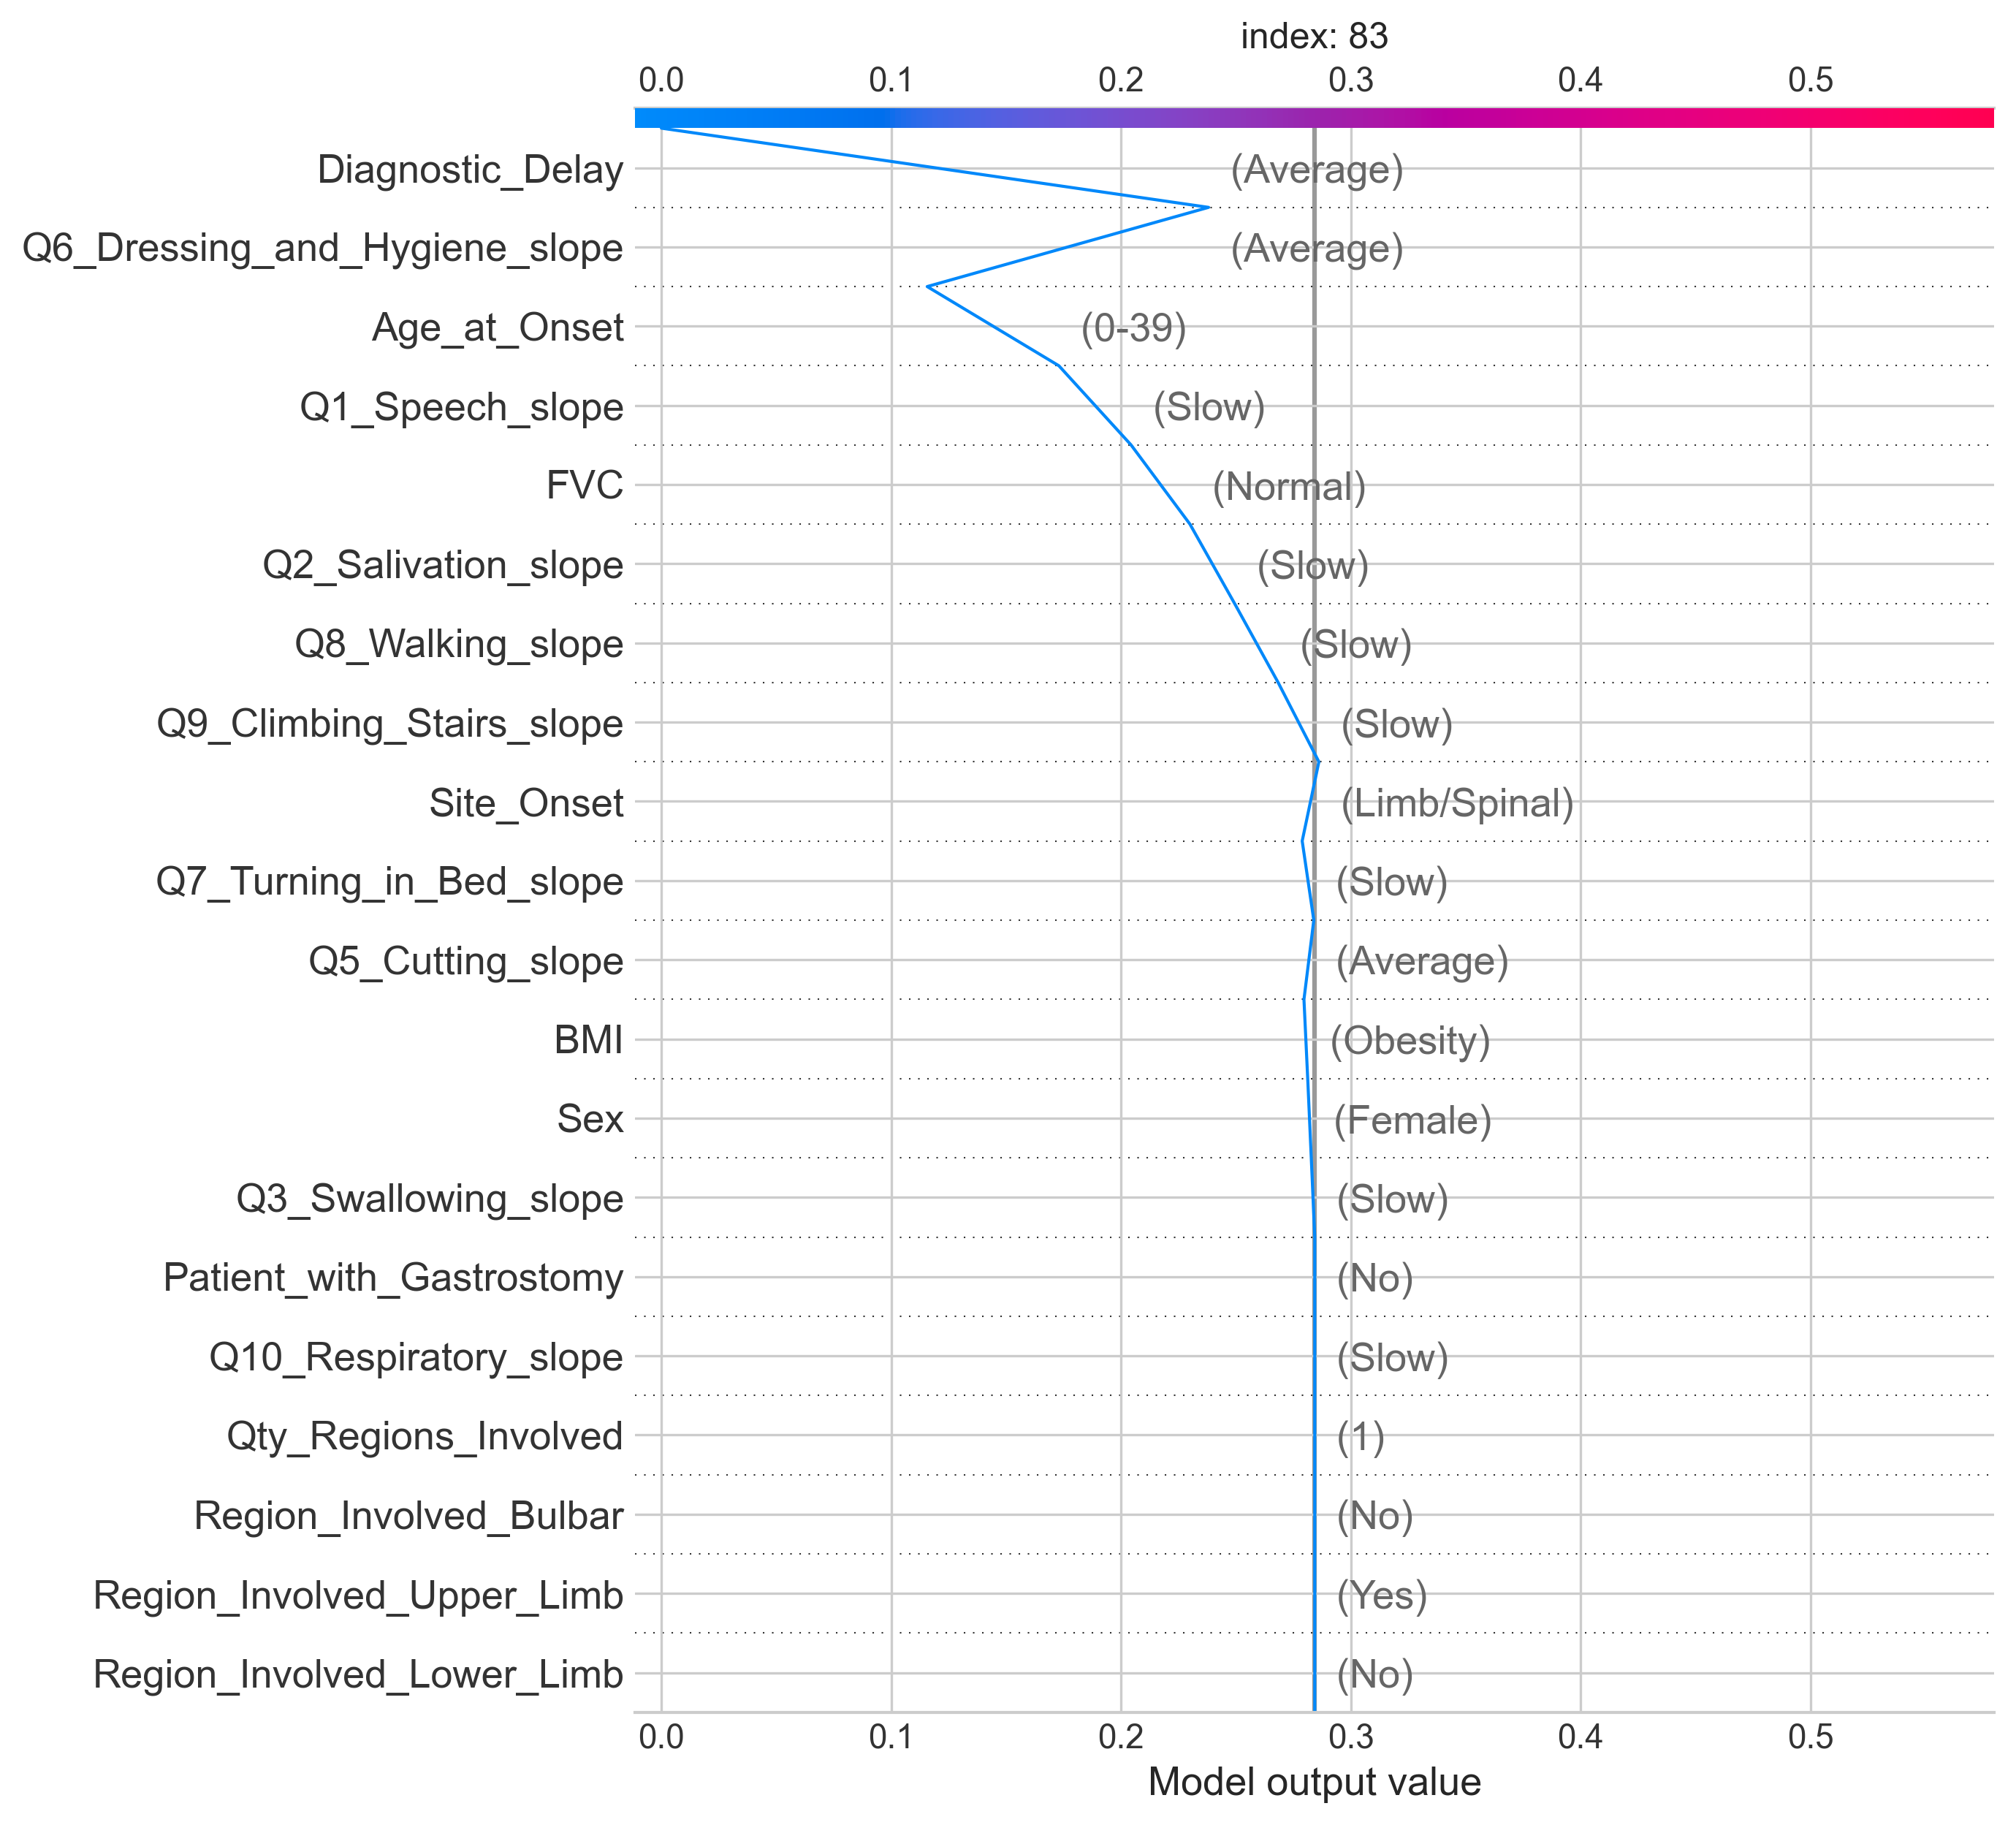 index: 83
0.0 0.1 0.2 0.3 0.4 0.5
Diagnostic_Delay (Average)
Q6_Dressing_and_Hygiene_slope (Average)
Age_at_Onset (0-39)
Q1_Speech_slope (Slow)
FVC (Normal)
Q2_Salivation_slope (Slow)
Q8_Walking_slope (Slow)
Q9_Climbing_Stairs_slope (Slow)
Site_Onset (Limb/Spinal)
Q7_Turning_in_Bed_slope (Slow)
Q5_Cutting_slope (Average)
BMI (Obesity)
Sex (Female)
Q3_Swallowing_slope (Slow)
Patient_with_Gastrostomy (No)
Q10_Respiratory_slope (Slow)
Qty_Regions_Involved (1)
Region_Involved_Bulbar (No)
Region_Involved_Upper_Limb (Yes)
Region_Involved_Lower_Limb (No)
0.0 0.1 0.2 0.3 0.4 0.5
Model output value